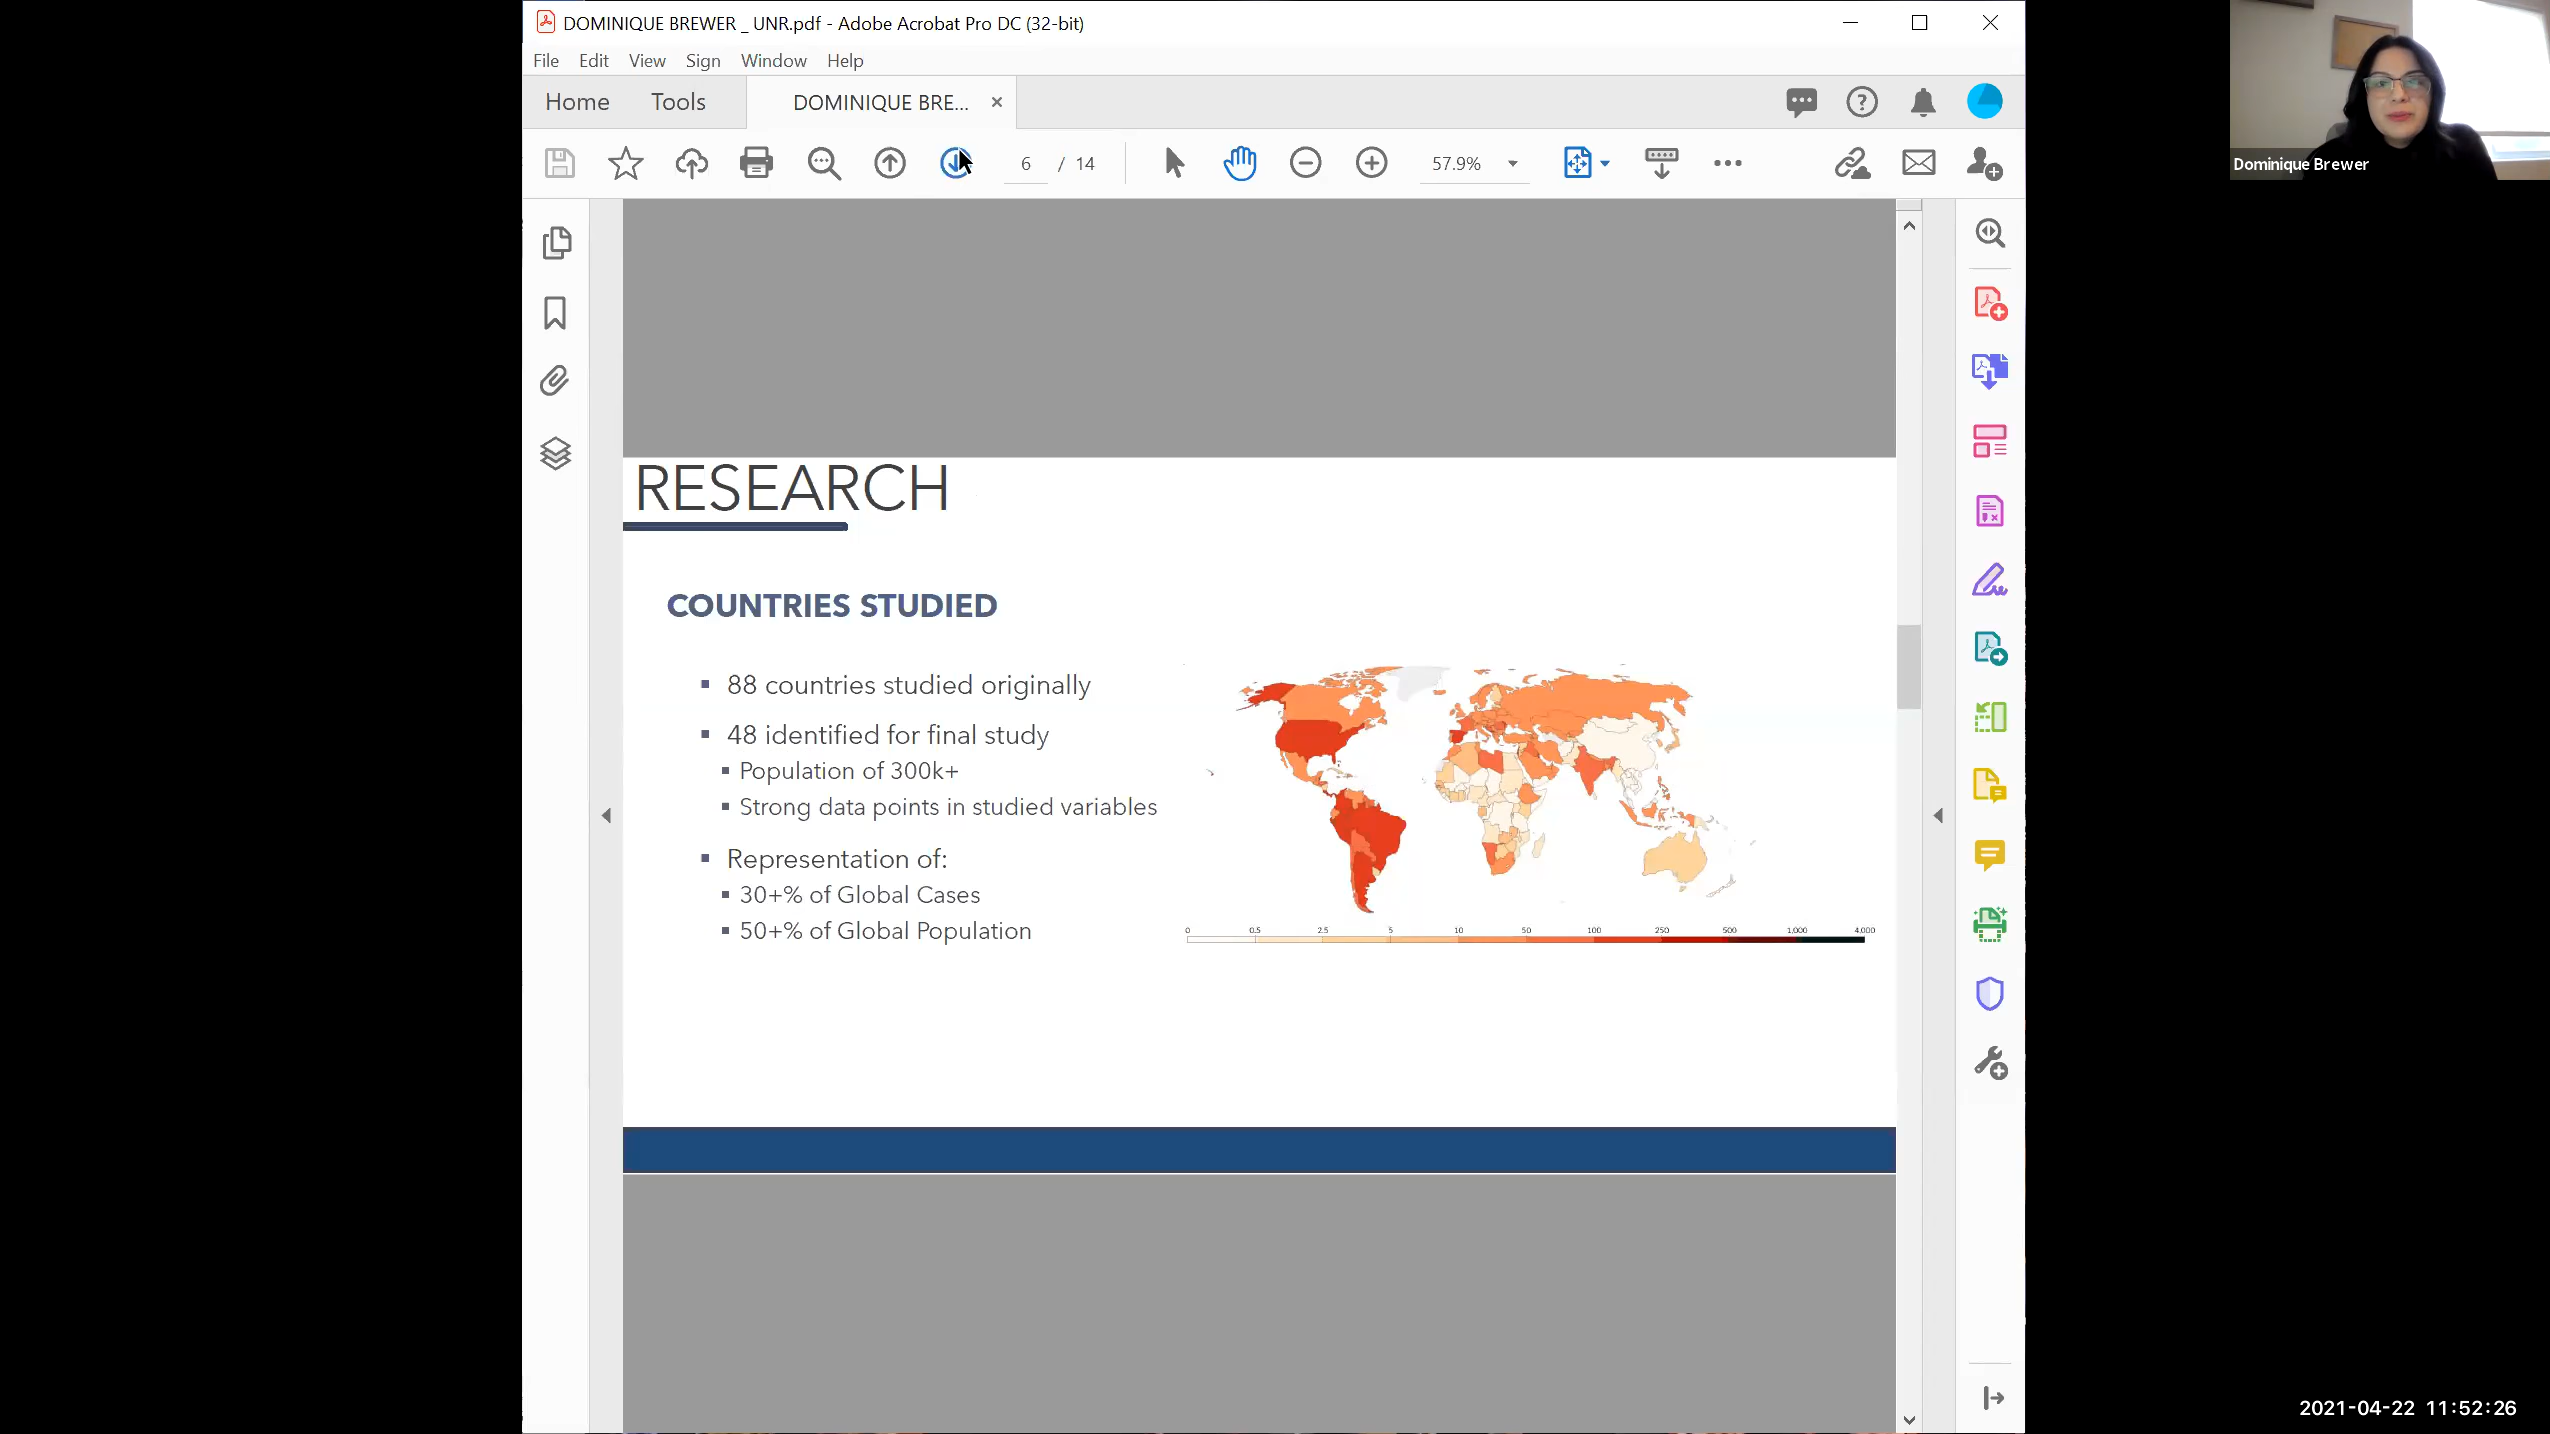 DOMINIQUE BREWER _ UNR.pdf - Adobe Acrobat Pro DC (32-bit)
File Edit View Sign Window Help
Home Tools DOMINIQUE BRE...
6 / 14 57.9%
Dominique Brewer
RESEARCH
COUNTRIES STUDIED
▪ 88 countries studied originally
▪ 48 identified for final study
▪ Population of 300k+
▪ Strong data points in studied variables
▪ Representation of:
▪ 30+% of Global Cases
▪ 50+% of Global Population
0 0.5 2.5 5 10 50 100 250 500 1,000 4,000
2021-04-22 11:52:26